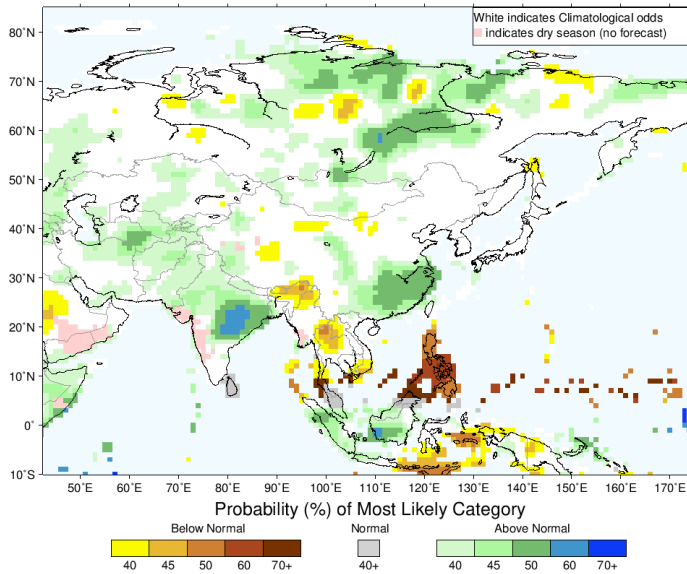 White indicates Climatological odds
indicates dry season (no forecast)
80°N
70°N
60°N
50°N
40°N
30°N
20°N
10°N
0°
10°S
50°E
60°E
70°E
80°E
90°E
100°E
110°E
120°E
130°E
140°E
150°E
160°E
170°E
Probability (%) of Most Likely Category
Below Normal
Normal
Above Normal
40
45
50
60
70+
40+
40
45
50
60
70+